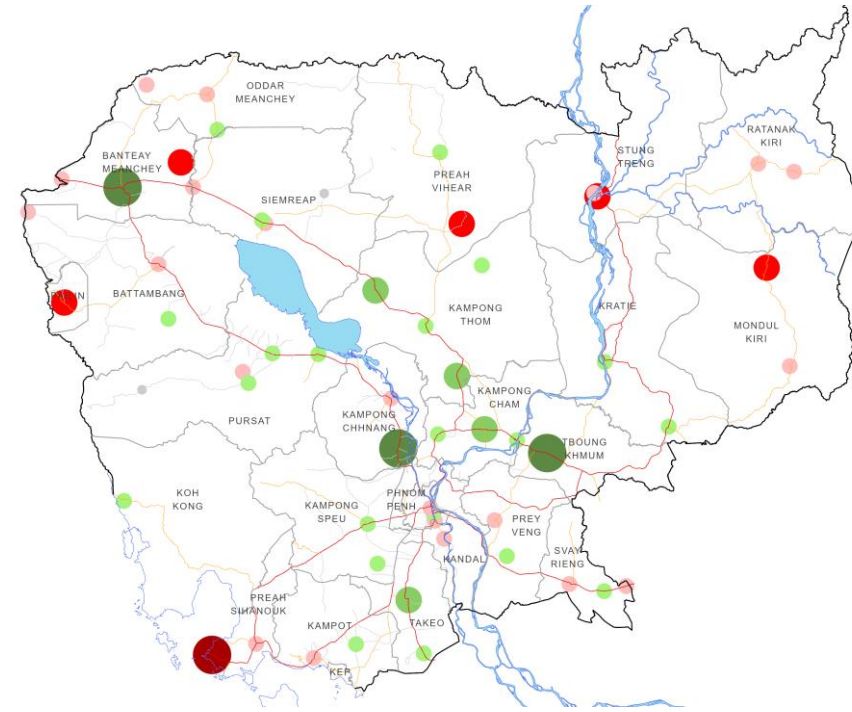 ODDAR
MEANCHEY
BANTEAY
MEANCHEY
STUNG
TRENG
RATANAK
KIRI
PREAH
VIHEAR
SIEMREAP
BATTAMBANG
KAMPONG
THOM
KRATIE
MONDUL
KIRI
PURSAT
KAMPONG
CHHNANG
KAMPONG
CHAM
TBOUNG
KHMUM
KOH
KONG
KAMPONG
SPEU
PHNOM
PENH
PREY
VENG
KANDAL
SVAY
RIENG
PREAH
SIHANOUK
KAMPOT
TAKEO
KEP